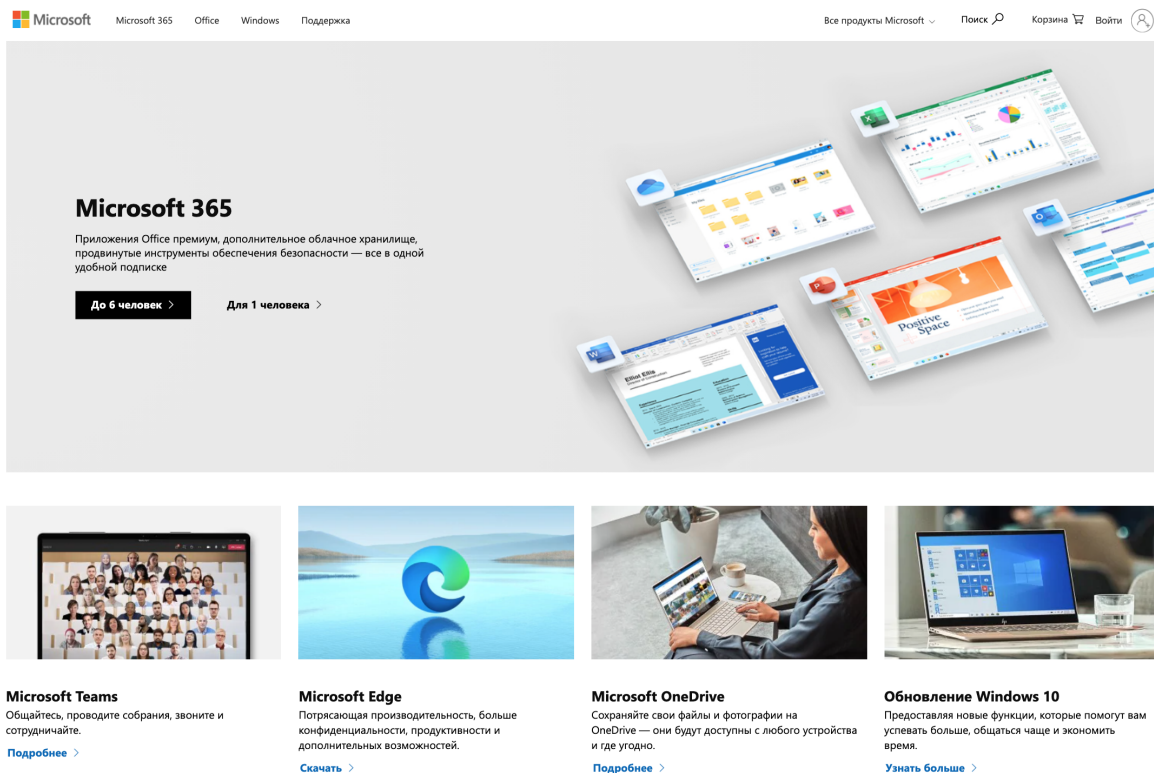 Microsoft
Microsoft 365
Office
Windows
Поддержка
Все продукты Microsoft
Поиск
Корзина
Войти
Microsoft 365
Приложения Office премиум, дополнительное облачное хранилище,
продвинутые инструменты обеспечения безопасности — все в одной
удобной подписке
До 6 человек
Для 1 человека
Positive
Space
Elliot Ellis
Microsoft Teams
Общайтесь, проводите собрания, звоните и
сотрудничайте.
Подробнее
Microsoft Edge
Потрясающая производительность, больше
конфиденциальности, продуктивности и
дополнительных возможностей.
Скачать
Microsoft OneDrive
Сохраняйте свои файлы и фотографии на
OneDrive — они будут доступны с любого устройства
и где угодно.
Подробнее
Обновление Windows 10
Предоставляя новые функции, которые помогут вам
успевать больше, общаться чаще и экономить
время.
Узнать больше